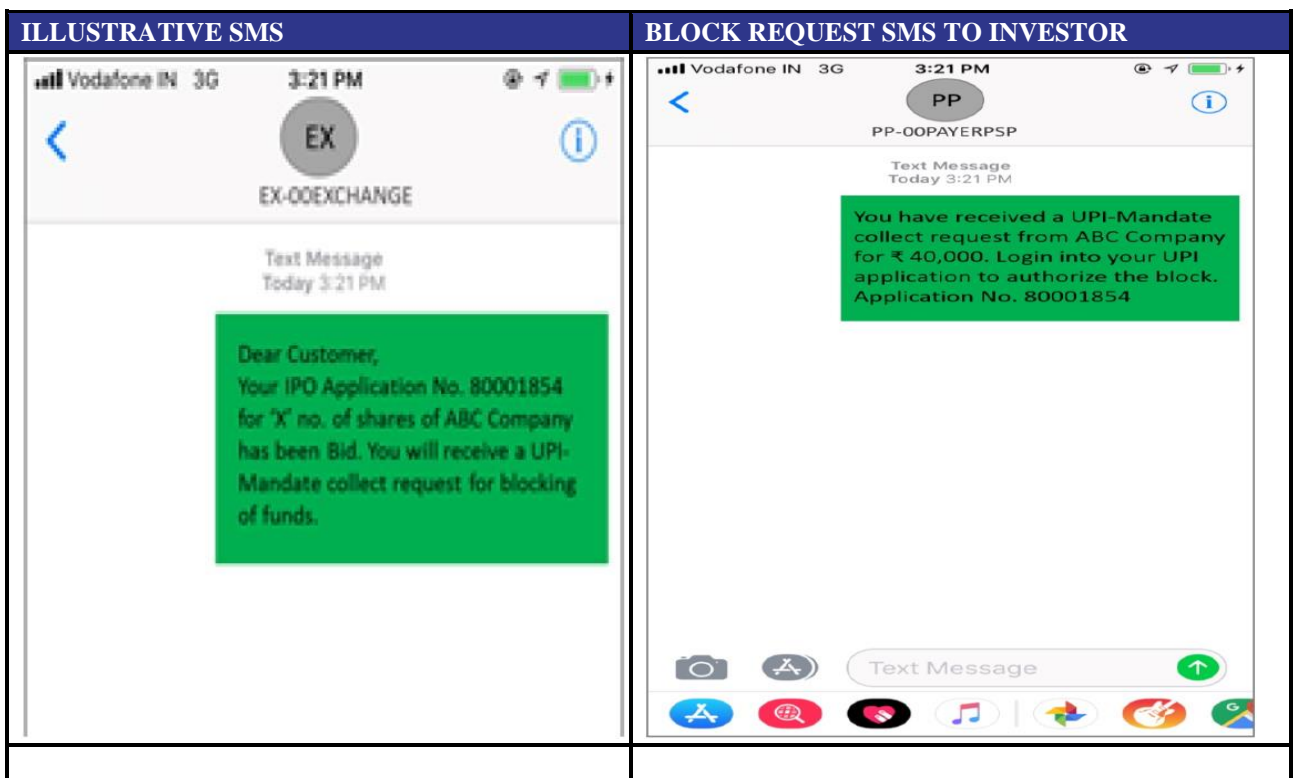 ILLUSTRATIVE SMS
Vodafone IN 3G 3:21 PM
EX
EX-00EXCHANGE
Text Message
Today 3:21 PM
Dear Customer,
Your IPO Application No. 80001854
for ‘X’ no. of shares of ABC Company
has been Bid. You will receive a UPI-
Mandate collect request for blocking
of funds.
BLOCK REQUEST SMS TO INVESTOR
Vodafone IN 3G 3:21 PM
PP
PP-00PAYERPSP
Text Message
Today 3:21 PM
You have received a UPI-Mandate
collect request from ABC Company
for ₹ 40,000. Login into your UPI
application to authorize the block.
Application No. 80001854
Text Message
G